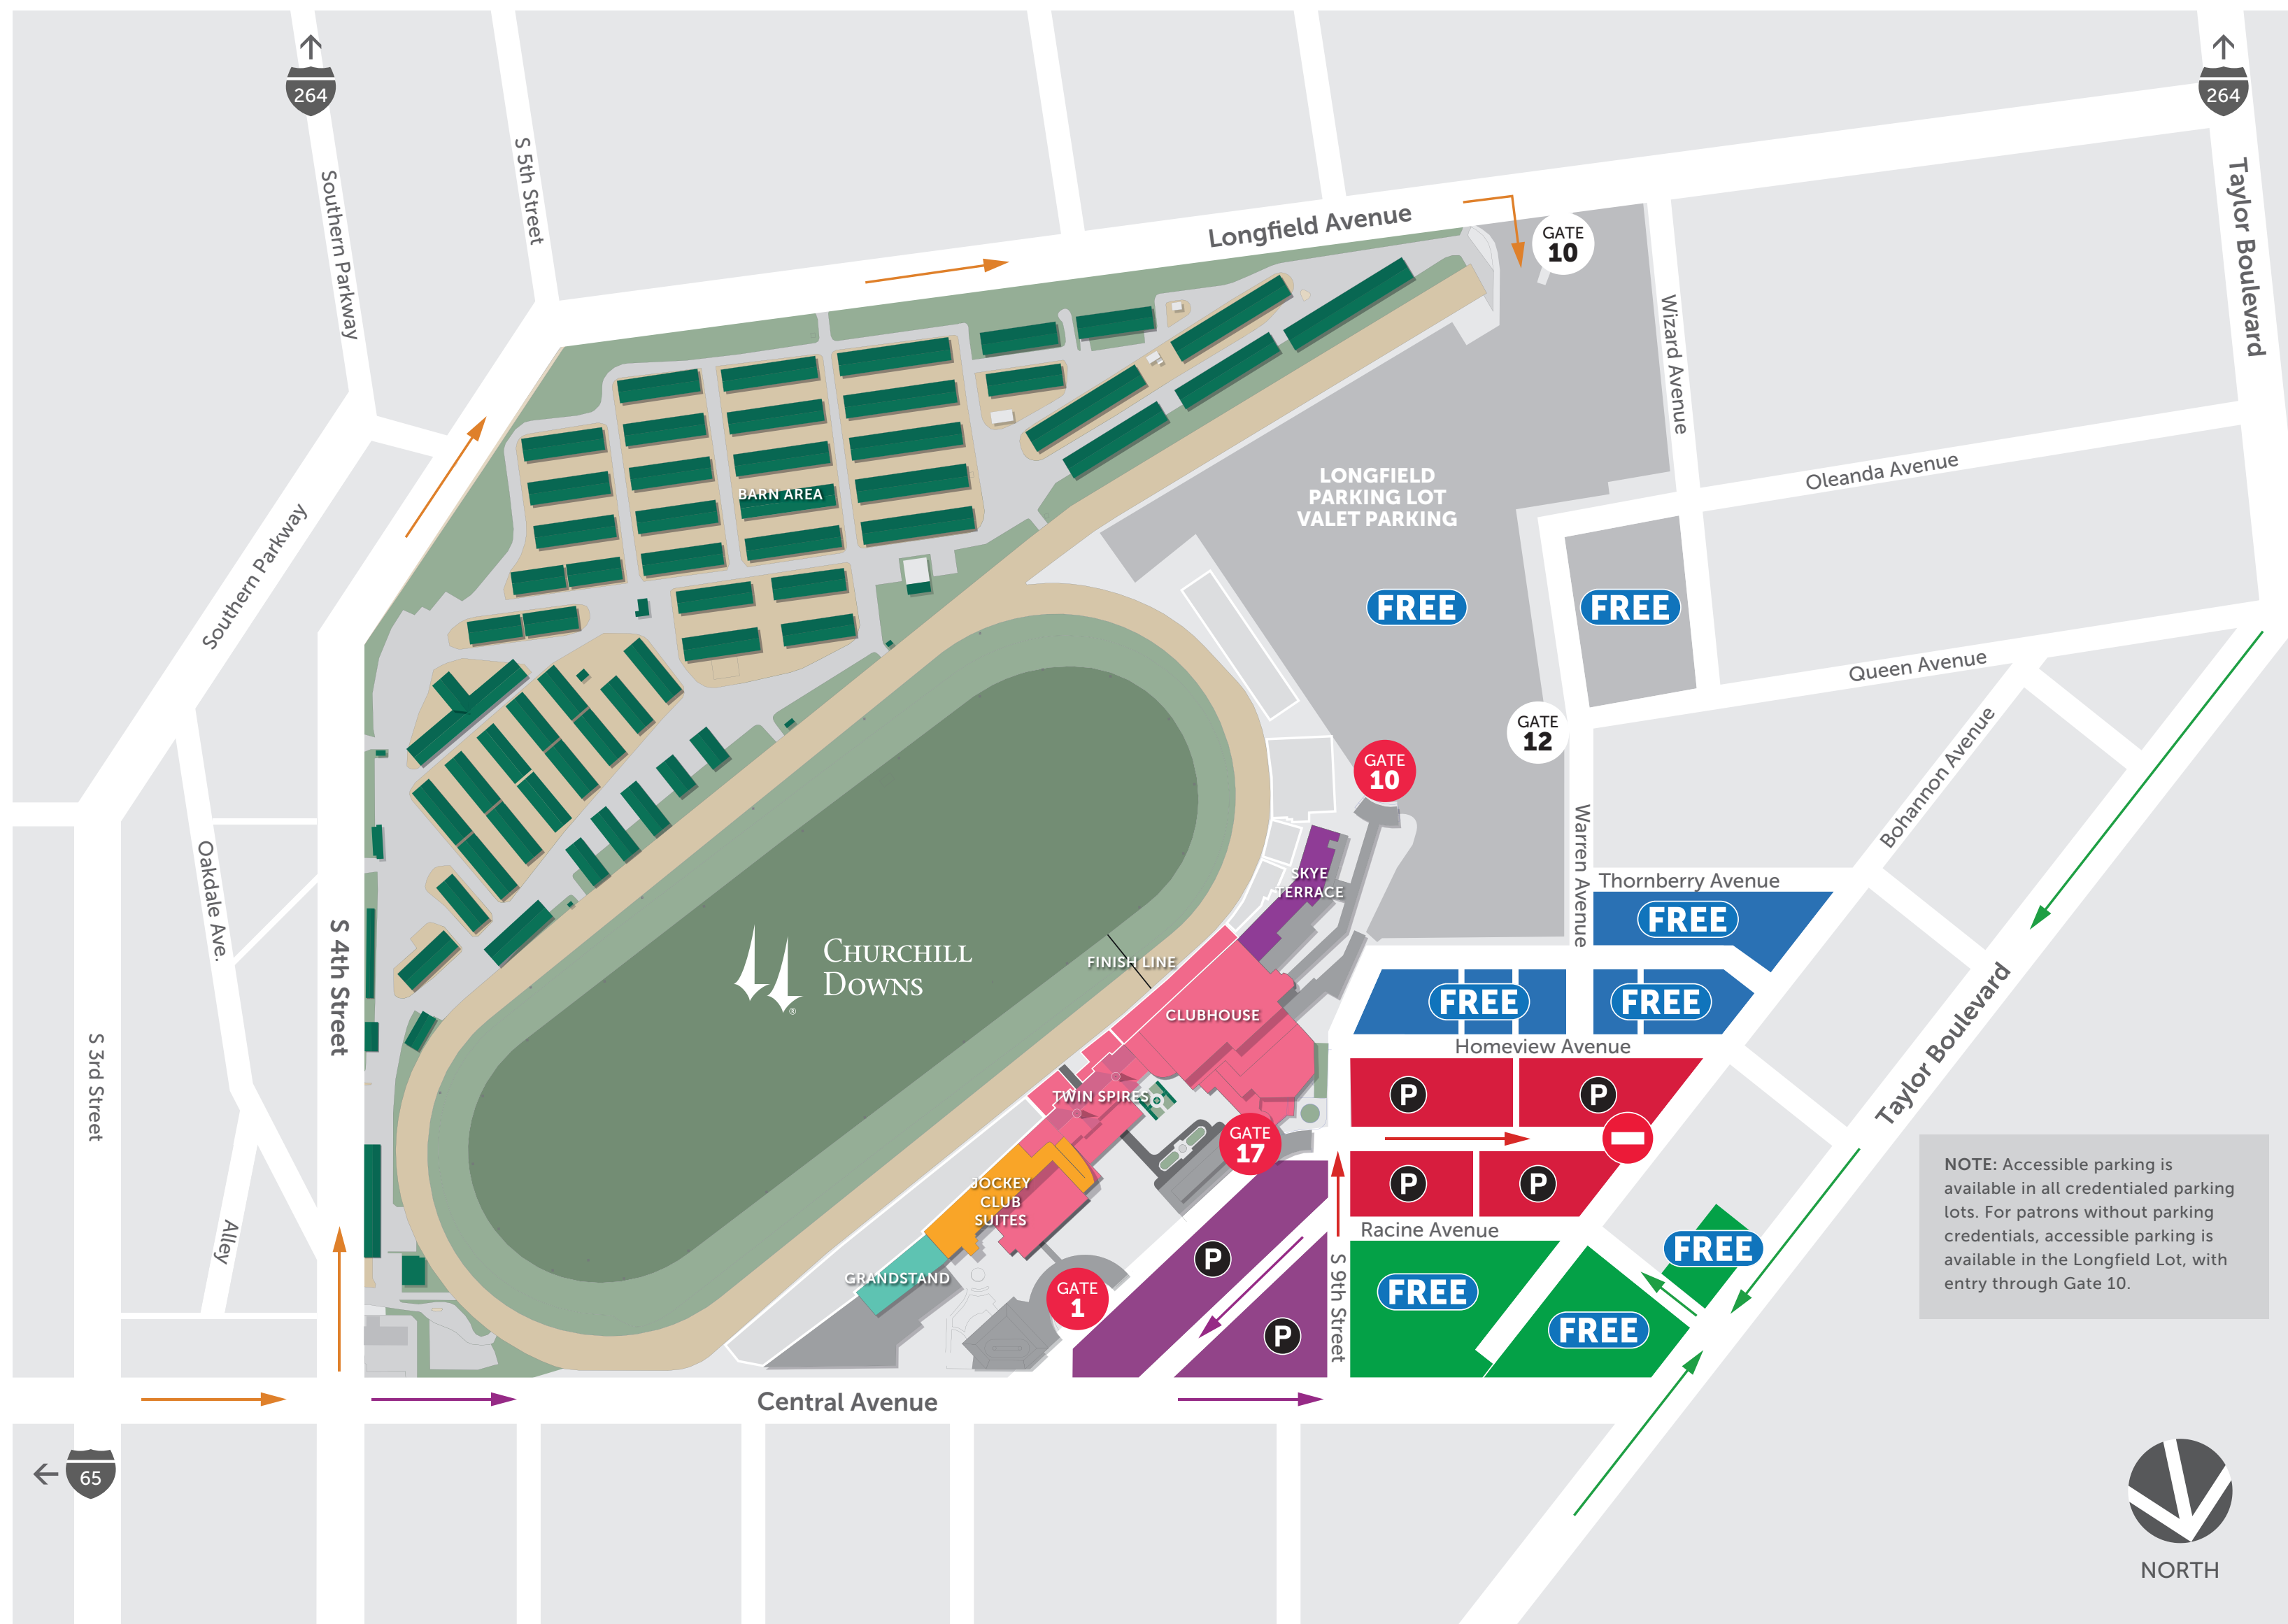 264
264
S 5th Street
Southern Parkway
Taylor Boulevard
Longfield Avenue
GATE
10
Wizard Avenue
LONGFIELD
PARKING LOT
VALET PARKING
Oleanda Avenue
BARN AREA
Southern Parkway
FREE
FREE
Queen Avenue
GATE
12
GATE
10
Bohannon Avenue
Warren Avenue
Oakdale Ave.
SKYE
TERRACE
Thornberry Avenue
FREE
S 4th Street
CHURCHILL
DOWNS
®
FINISH LINE
CLUBHOUSE
FREE
FREE
Taylor Boulevard
S 3rd Street
Homeview Avenue
TWIN SPIRES
P
P
GATE
17
NOTE: Accessible parking is
available in all credentialed parking
lots. For patrons without parking
credentials, accessible parking is
available in the Longfield Lot, with
entry through Gate 10.
JOCKEY
CLUB
SUITES
P
P
Alley
Racine Avenue
P
FREE
GRANDSTAND
GATE
1
S 9th Street
FREE
FREE
P
Central Avenue
65
NORTH